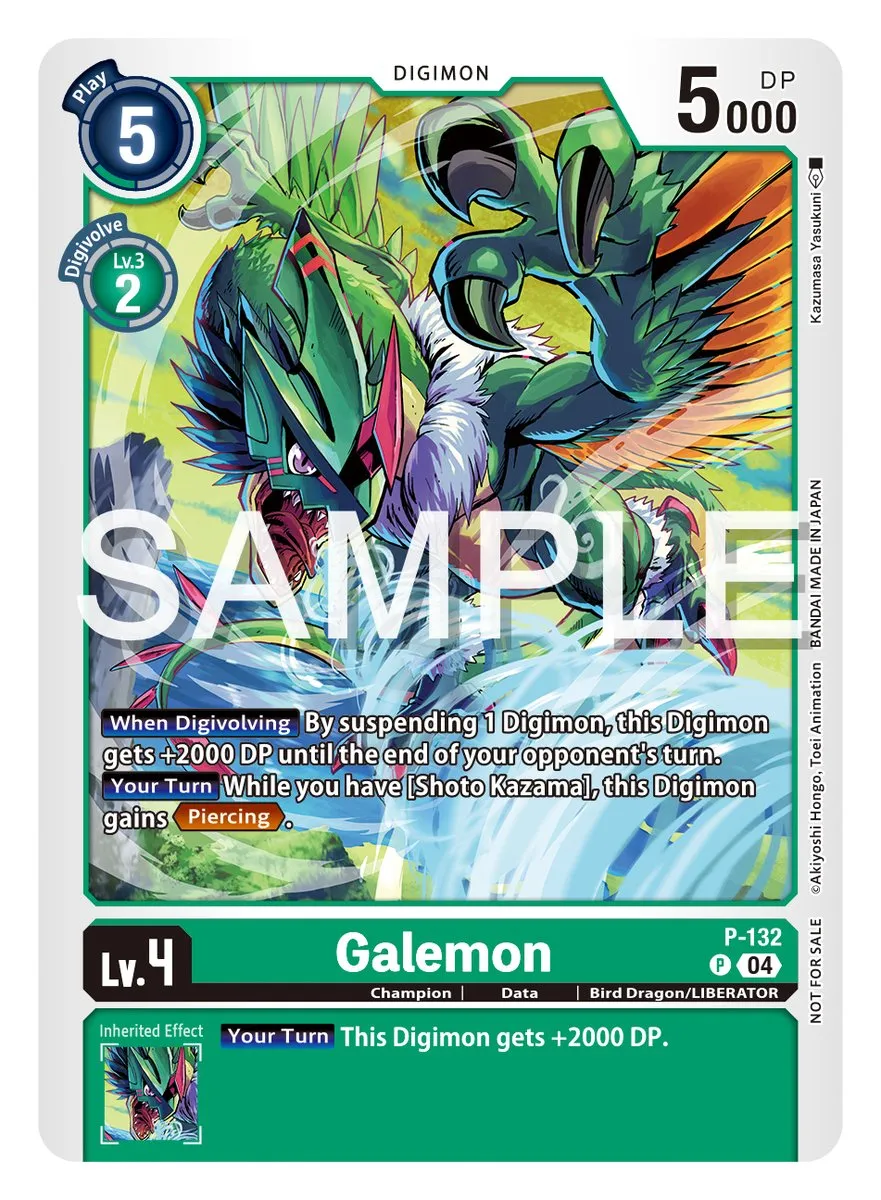 DIGIMON
Play
5
DP
5000
Digivolve
Lv.3
2
Kazumasa Yasukuni
SAMPLE
When Digivolving By suspending 1 Digimon, this Digimon
gets +2000 DP until the end of your opponent's turn.
Your Turn While you have [Shoto Kazama], this Digimon
gains Piercing.
©Akiyoshi Hongo, Toei Animation BANDAI MADE IN JAPAN
NOT FOR SALE
Lv.4
Galemon
P-132
P 04
Champion | Data | Bird Dragon/LIBERATOR
Inherited Effect
Your Turn This Digimon gets +2000 DP.